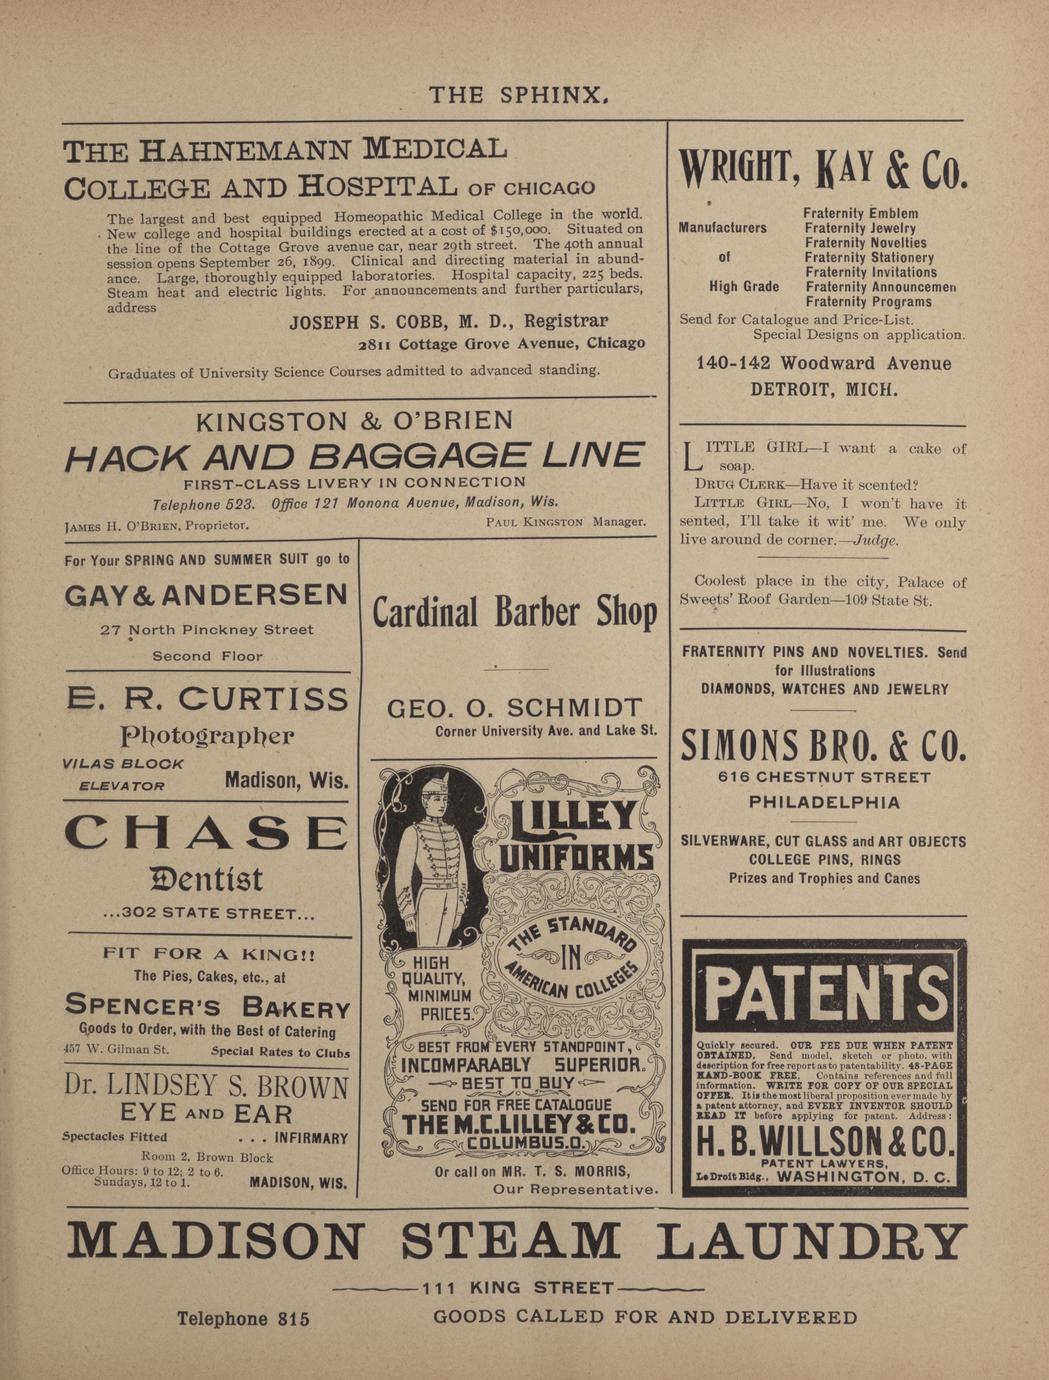 THE SPHINX.
THE HAHNEMANN MEDICAL
COLLEGE AND HOSPITAL OF CHICAGO
The largest and best equipped Homeopathic Medical College in the world.
New college and hospital buildings erected at a cost of $150,000. Situated on
the line of the Cottage Grove avenue car, near 29th street. The 40th annual
session opens September 26, 1899. Clinical and directing material in abund-
ance. Large, thoroughly equipped laboratories. Hospital capacity, 225 beds.
Steam heat and electric lights. For announcements and further particulars,
address
JOSEPH S. COBB, M. D., Registrar
2811 Cottage Grove Avenue, Chicago
Graduates of University Science Courses admitted to advanced standing.
KINGSTON & O'BRIEN
HACK AND BAGGAGE LINE
FIRST-CLASS LIVERY IN CONNECTION
Telephone 523. Office 121 Monona Avenue, Madison, Wis.
JAMES H. O'BRIEN, Proprietor. PAUL KINGSTON Manager.
For Your SPRING AND SUMMER SUIT go to
GAY & ANDERSEN
27 North Pinckney Street
Second Floor
E. R. CURTISS
Photographer
VILAS BLOCK
ELEVATOR Madison, Wis.
CHASE
Dentist
...302 STATE STREET...
FIT FOR A KING!!
The Pies, Cakes, etc., at
SPENCER'S BAKERY
Goods to Order, with the Best of Catering
457 W. Gilman St. Special Rates to Clubs
Dr. LINDSEY S. BROWN
EYE AND EAR
Spectacles Fitted . . . INFIRMARY
Room 2, Brown Block
Office Hours: 9 to 12; 2 to 6.
Sundays, 12 to 1. MADISON, WIS.
Cardinal Barber Shop
GEO. O. SCHMIDT
Corner University Ave. and Lake St.
LILLEY
UNIFORMS
THE STANDARD
IN
AMERICAN COLLEGES
HIGH
QUALITY,
MINIMUM
PRICES.
BEST FROM EVERY STANDPOINT,
INCOMPARABLY SUPERIOR.
BEST TO BUY
SEND FOR FREE CATALOGUE
THE M.C. LILLEY & CO.
COLUMBUS.O.
Or call on MR. T. S. MORRIS,
Our Representative.
WRIGHT, KAY & Co.
Fraternity Emblem
Manufacturers Fraternity Jewelry
Fraternity Novelties
of Fraternity Stationery
Fraternity Invitations
High Grade Fraternity Announcemen
Fraternity Programs
Send for Catalogue and Price-List.
Special Designs on application.
140-142 Woodward Avenue
DETROIT, MICH.
LITTLE GIRL—I want a cake of
soap.
DRUG CLERK—Have it scented?
LITTLE GIRL—No, I won't have it
sented, I'll take it wit' me. We only
live around de corner.—Judge.
Coolest place in the city, Palace of
Sweets' Roof Garden—109 State St.
FRATERNITY PINS AND NOVELTIES. Send
for Illustrations
DIAMONDS, WATCHES AND JEWELRY
SIMONS BRO. & CO.
616 CHESTNUT STREET
PHILADELPHIA
SILVERWARE, CUT GLASS and ART OBJECTS
COLLEGE PINS, RINGS
Prizes and Trophies and Canes
PATENTS
Quickly secured. OUR FEE DUE WHEN PATENT
OBTAINED. Send model, sketch or photo. with
description for free report as to patentability. 48-PAGE
HAND-BOOK FREE. Contains references and full
information. WRITE FOR COPY OF OUR SPECIAL
OFFER. It is the most liberal proposition ever made by
a patent attorney, and EVERY INVENTOR SHOULD
READ IT before applying for patent. Address:
H. B. WILLSON & CO.
PATENT LAWYERS,
Le Droit Bldg., WASHINGTON, D. C.
MADISON STEAM LAUNDRY
111 KING STREET
Telephone 815 GOODS CALLED FOR AND DELIVERED